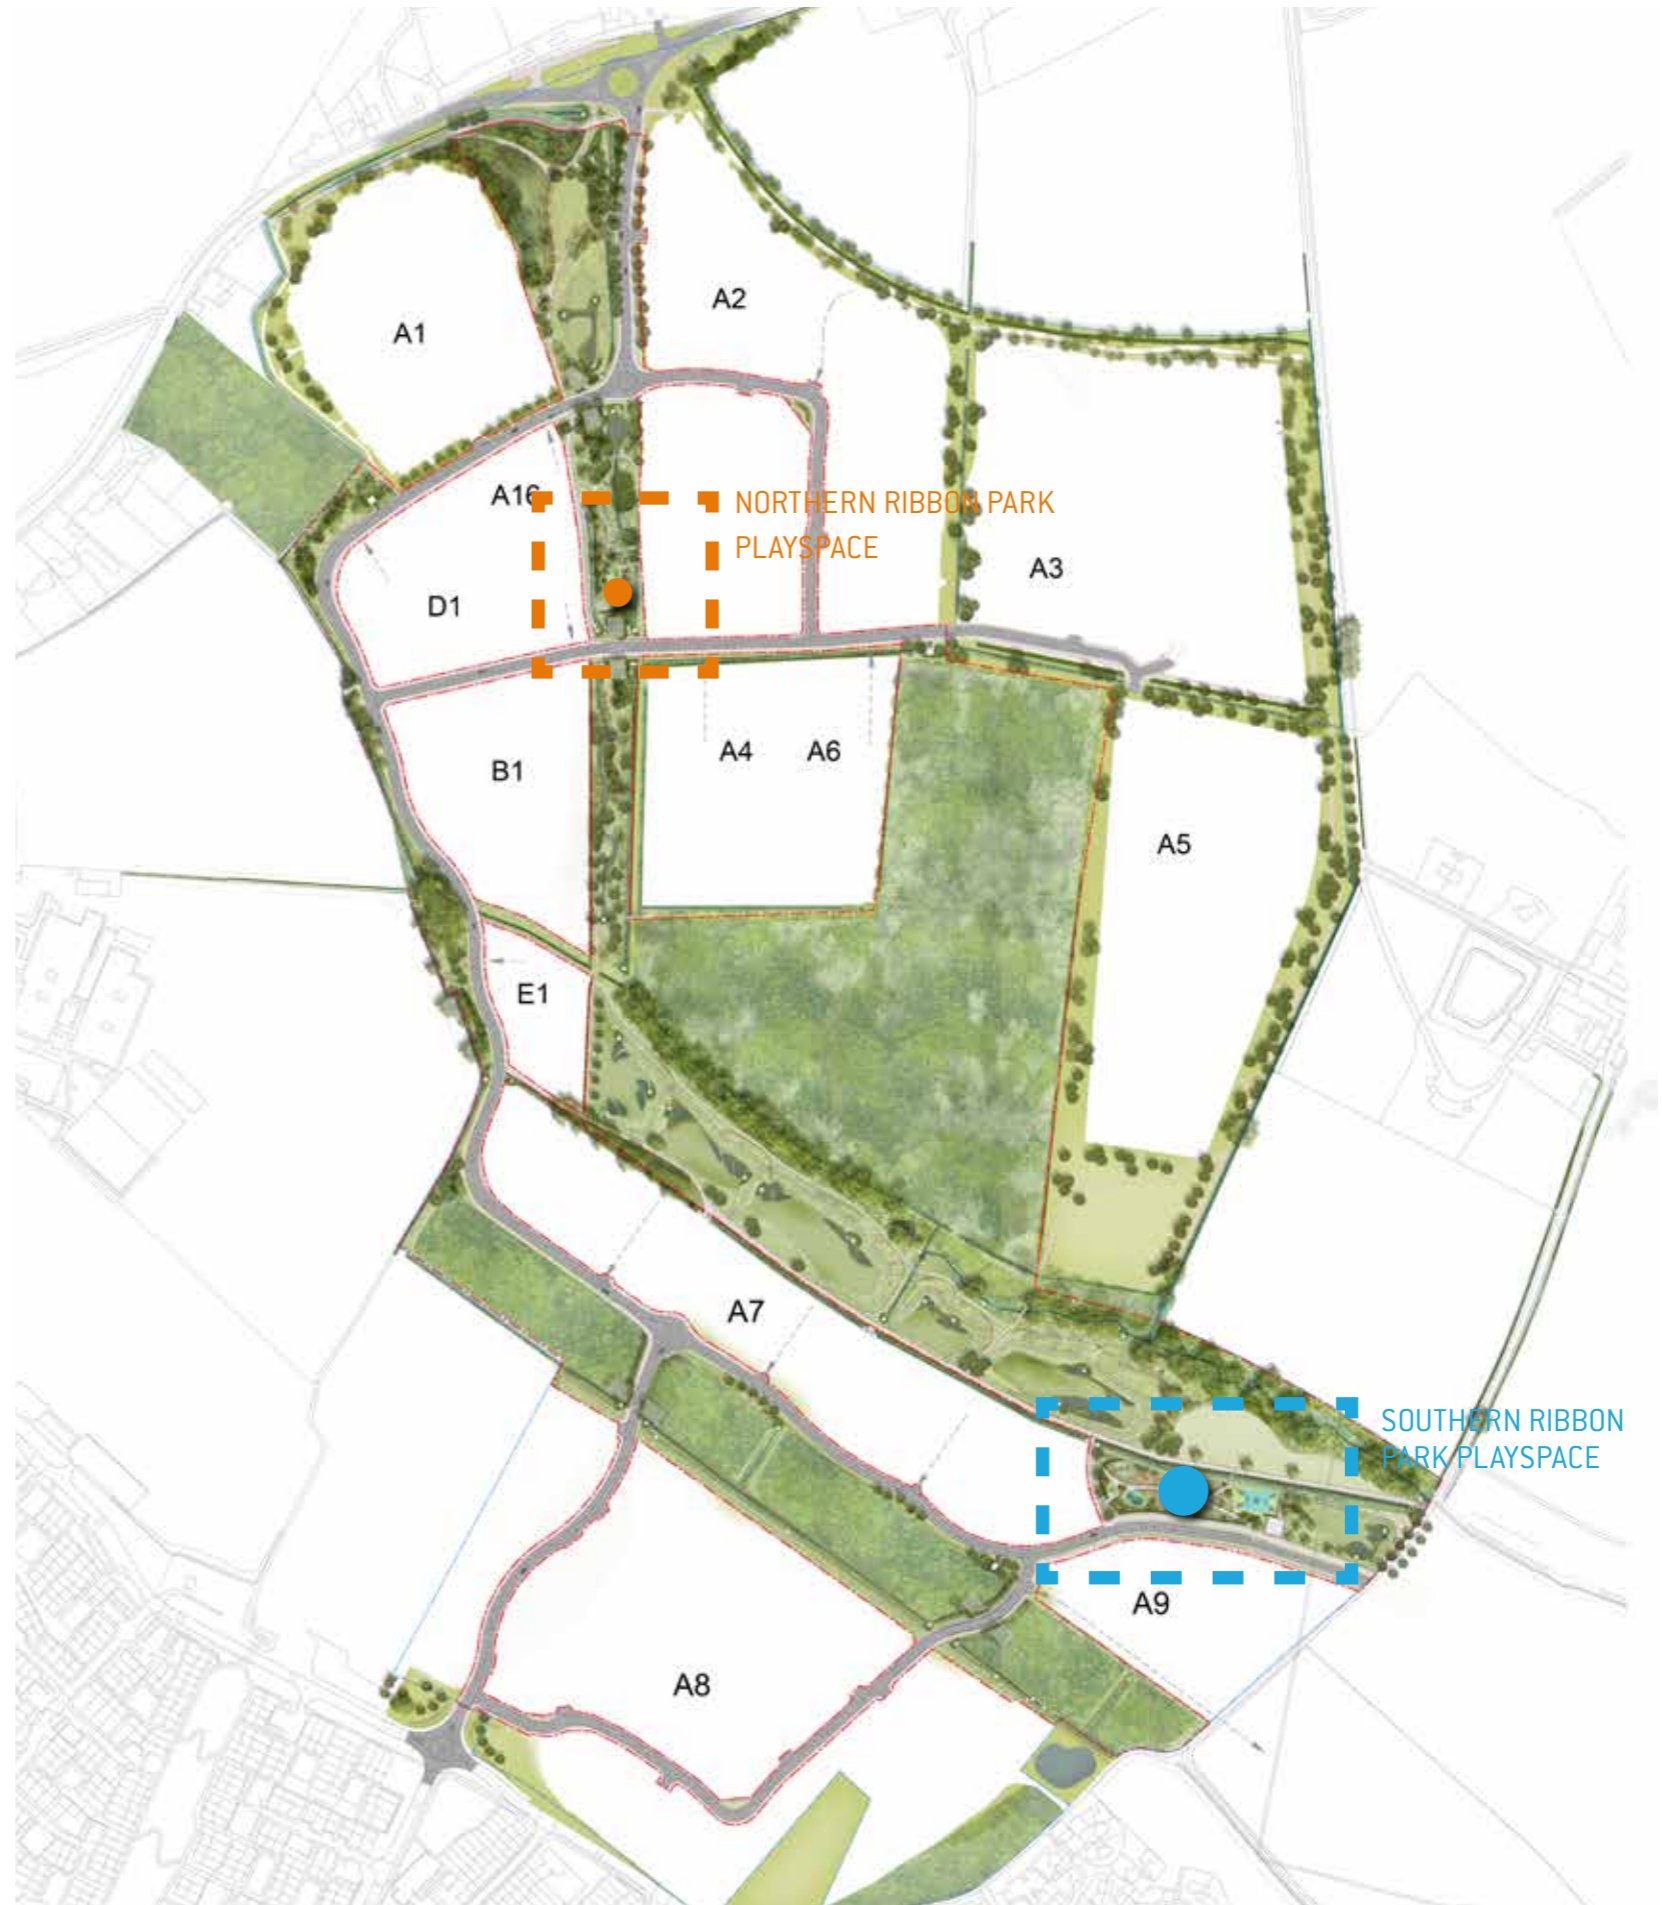 A2
A1
A16
NORTHERN RIBBON PARK
PLAYSPACE
A3
D1
A4
A6
B1
A5
E1
A7
SOUTHERN RIBBON
PARK PLAYSPACE
A9
A8